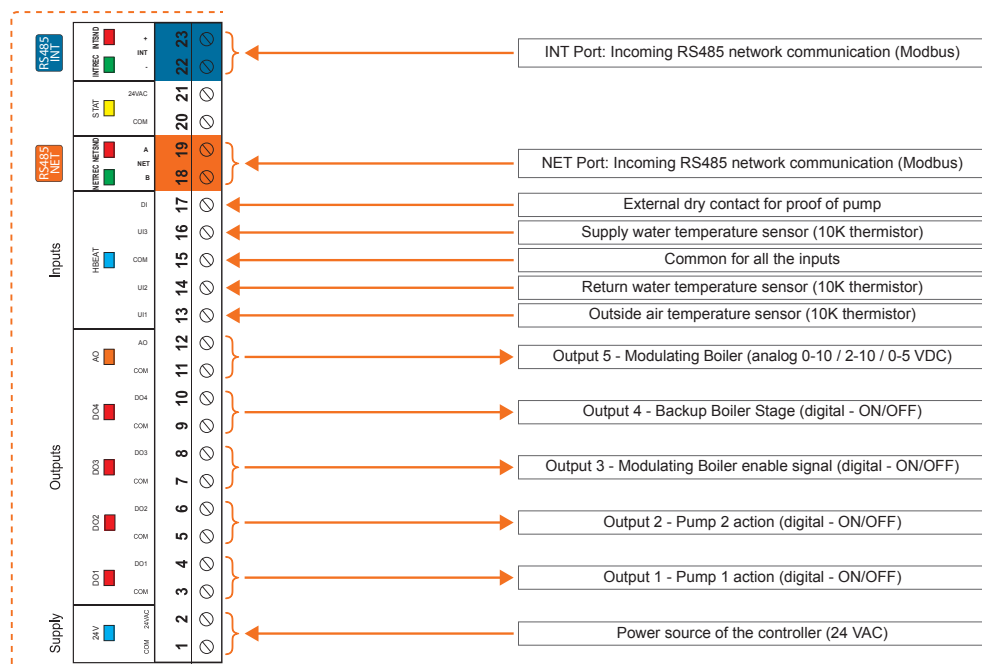 RS485 INT
INTSND
INTREC
+
INT
-
23
22
INT Port: Incoming RS485 network communication (Modbus)
STAT
24VAC
COM
21
20
RS485 NET
NETSND
NETREC
A
NET
B
19
18
NET Port: Incoming RS485 network communication (Modbus)
Inputs
HBEAT
DI
17
External dry contact for proof of pump
UI3
16
Supply water temperature sensor (10K thermistor)
COM
15
Common for all the inputs
UI2
14
Return water temperature sensor (10K thermistor)
UI1
13
Outside air temperature sensor (10K thermistor)
Outputs
AO
AO
COM
12
11
Output 5 - Modulating Boiler (analog 0-10 / 2-10 / 0-5 VDC)
DO4
DO4
COM
10
9
Output 4 - Backup Boiler Stage (digital - ON/OFF)
DO3
DO3
COM
8
7
Output 3 - Modulating Boiler enable signal (digital - ON/OFF)
DO2
DO2
COM
6
5
Output 2 - Pump 2 action (digital - ON/OFF)
DO1
DO1
COM
4
3
Output 1 - Pump 1 action (digital - ON/OFF)
Supply
24V
24VAC
COM
2
1
Power source of the controller (24 VAC)